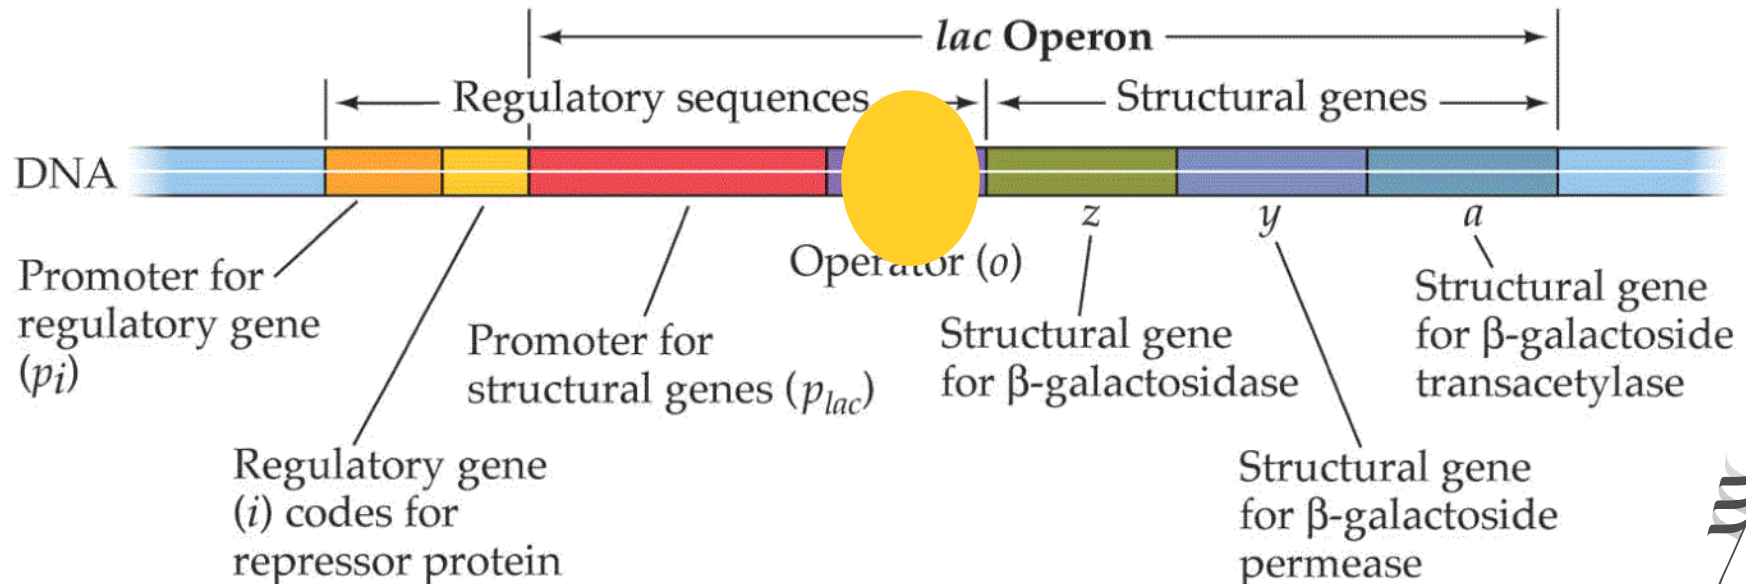 lac Operon
Regulatory sequences
Structural genes
DNA
z
y
a
Operator (o)
Promoter for
regulatory gene
(pi)
Promoter for
structural genes (plac)
Structural gene
for β-galactosidase
Structural gene
for β-galactoside
transacetylase
Regulatory gene
(i) codes for
repressor protein
Structural gene
for β-galactoside
permease